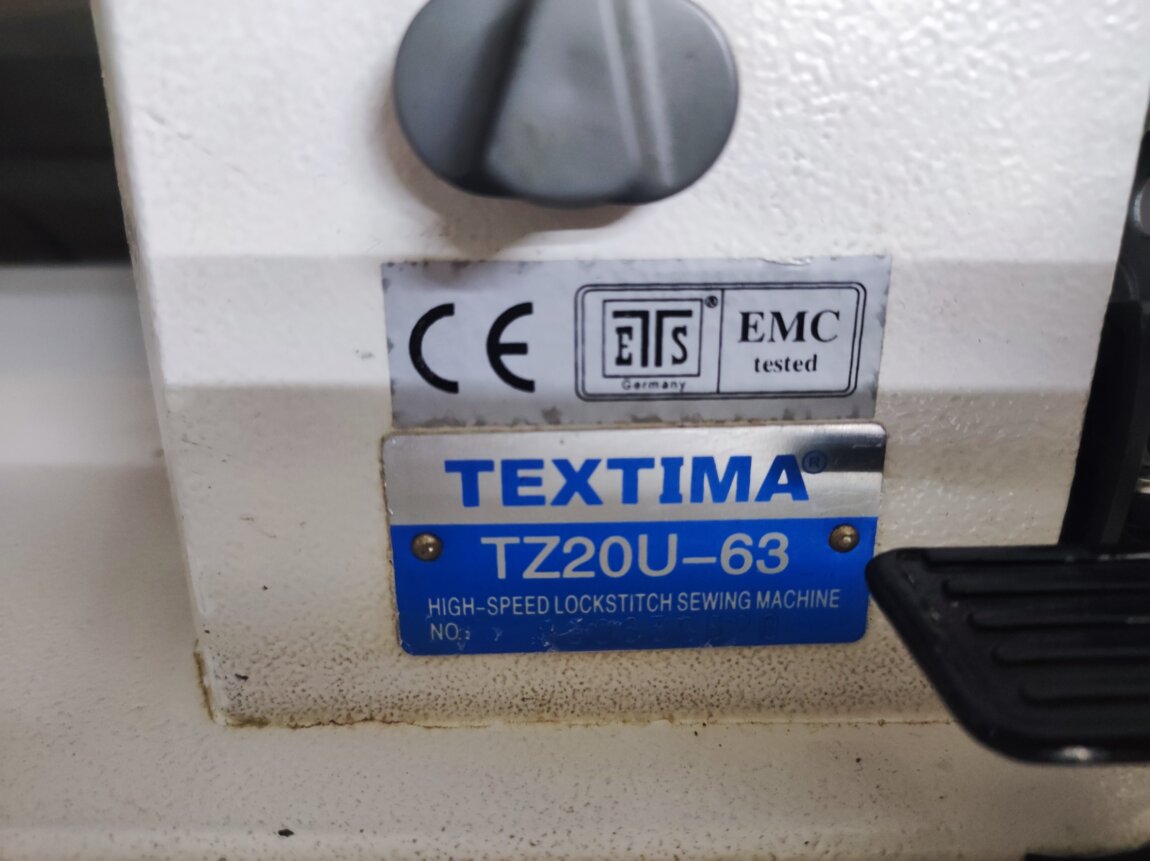 CE
ETS®
Germany
EMC
tested
TEXTIMA®
TZ20U-63
HIGH-SPEED LOCKSTITCH SEWING MACHINE
NO: